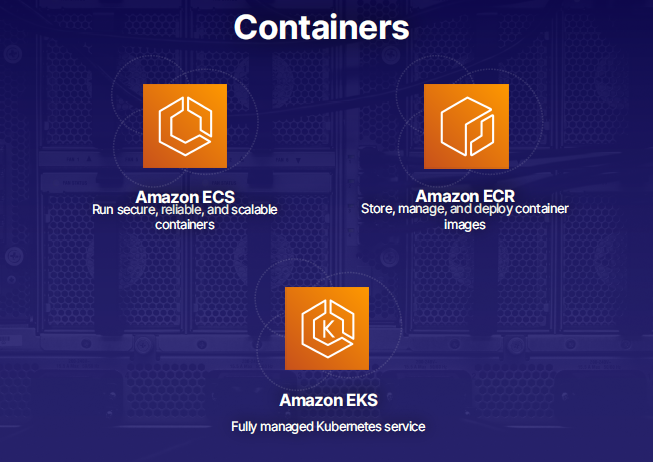 Containers
Amazon ECS
Run secure, reliable, and scalable
containers
Amazon ECR
Store, manage, and deploy container
images
K
Amazon EKS
Fully managed Kubernetes service